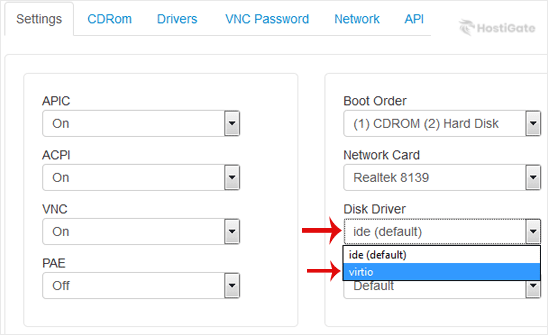 Settings CDRom Drivers VNC Password Network API
HostiGate
APIC
On
ACPI
On
VNC
On
PAE
Off
Boot Order
(1) CDROM (2) Hard Disk
Network Card
Realtek 8139
Disk Driver
ide (default)
ide (default)
virtio
Default